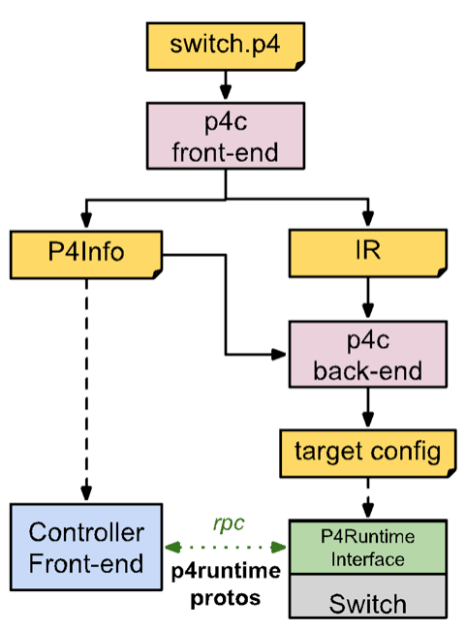 switch.p4
p4c
front-end
P4Info
IR
p4c
back-end
target config
Controller
Front-end
rpc
p4runtime
protos
P4Runtime
Interface
Switch